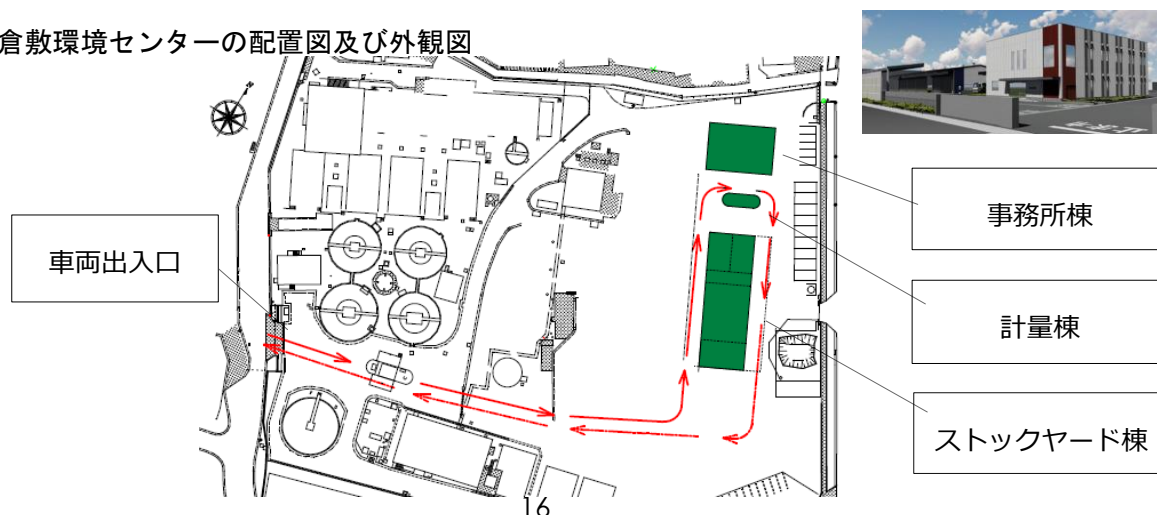 倉敷環境センターの配置図及び外観図
車両出入口
事務所棟
計量棟
ストックヤード棟
16